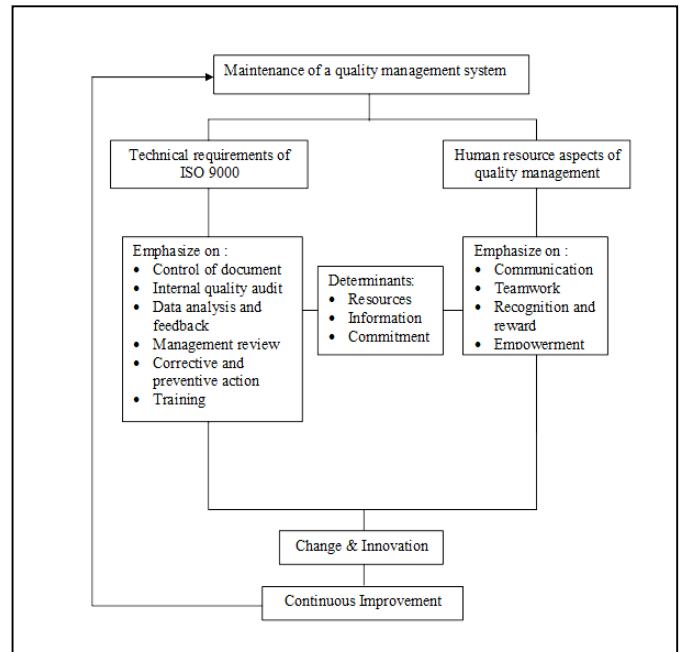 Maintenance of a quality management system
Technical requirements of
ISO 9000
Human resource aspects of
quality management
Emphasize on :
• Control of document
• Internal quality audit
• Data analysis and
feedback
• Management review
• Corrective and
preventive action
• Training
Determinants:
• Resources
• Information
• Commitment
Emphasize on :
• Communication
• Teamwork
• Recognition and
reward
• Empowerment
Change & Innovation
Continuous Improvement